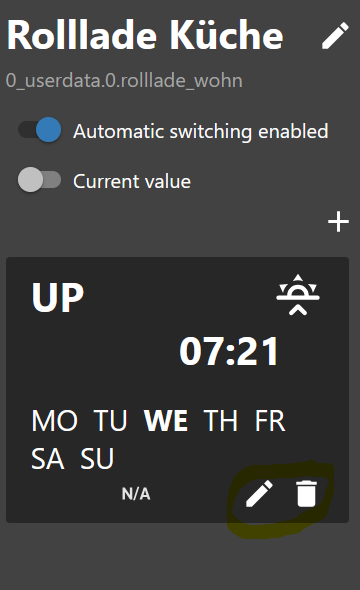 Rolllade Küche
0_userdata.0.rolllade_wohn
Automatic switching enabled
Current value
UP
07:21
MO TU WE TH FR
SA SU
N/A